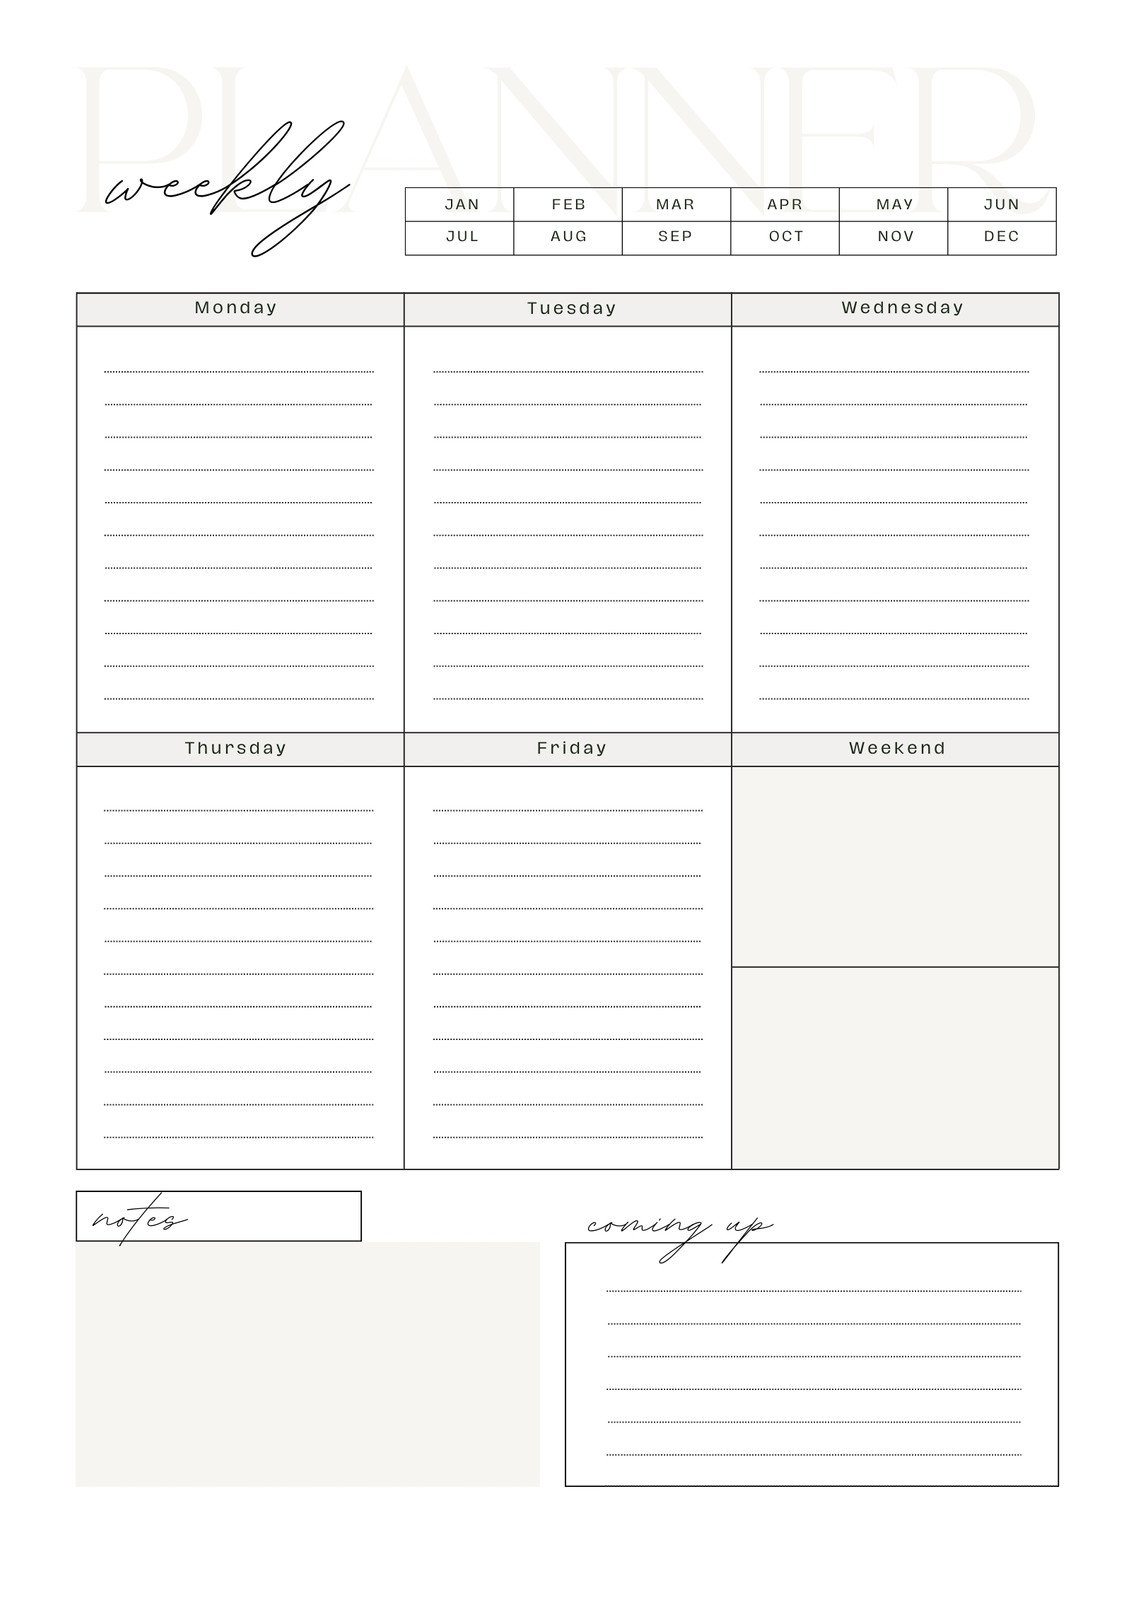 PLANNER
weekly
JAN FEB MAR APR MAY JUN
JUL AUG SEP OCT NOV DEC
Monday Tuesday Wednesday
Thursday Friday Weekend
notes
coming up